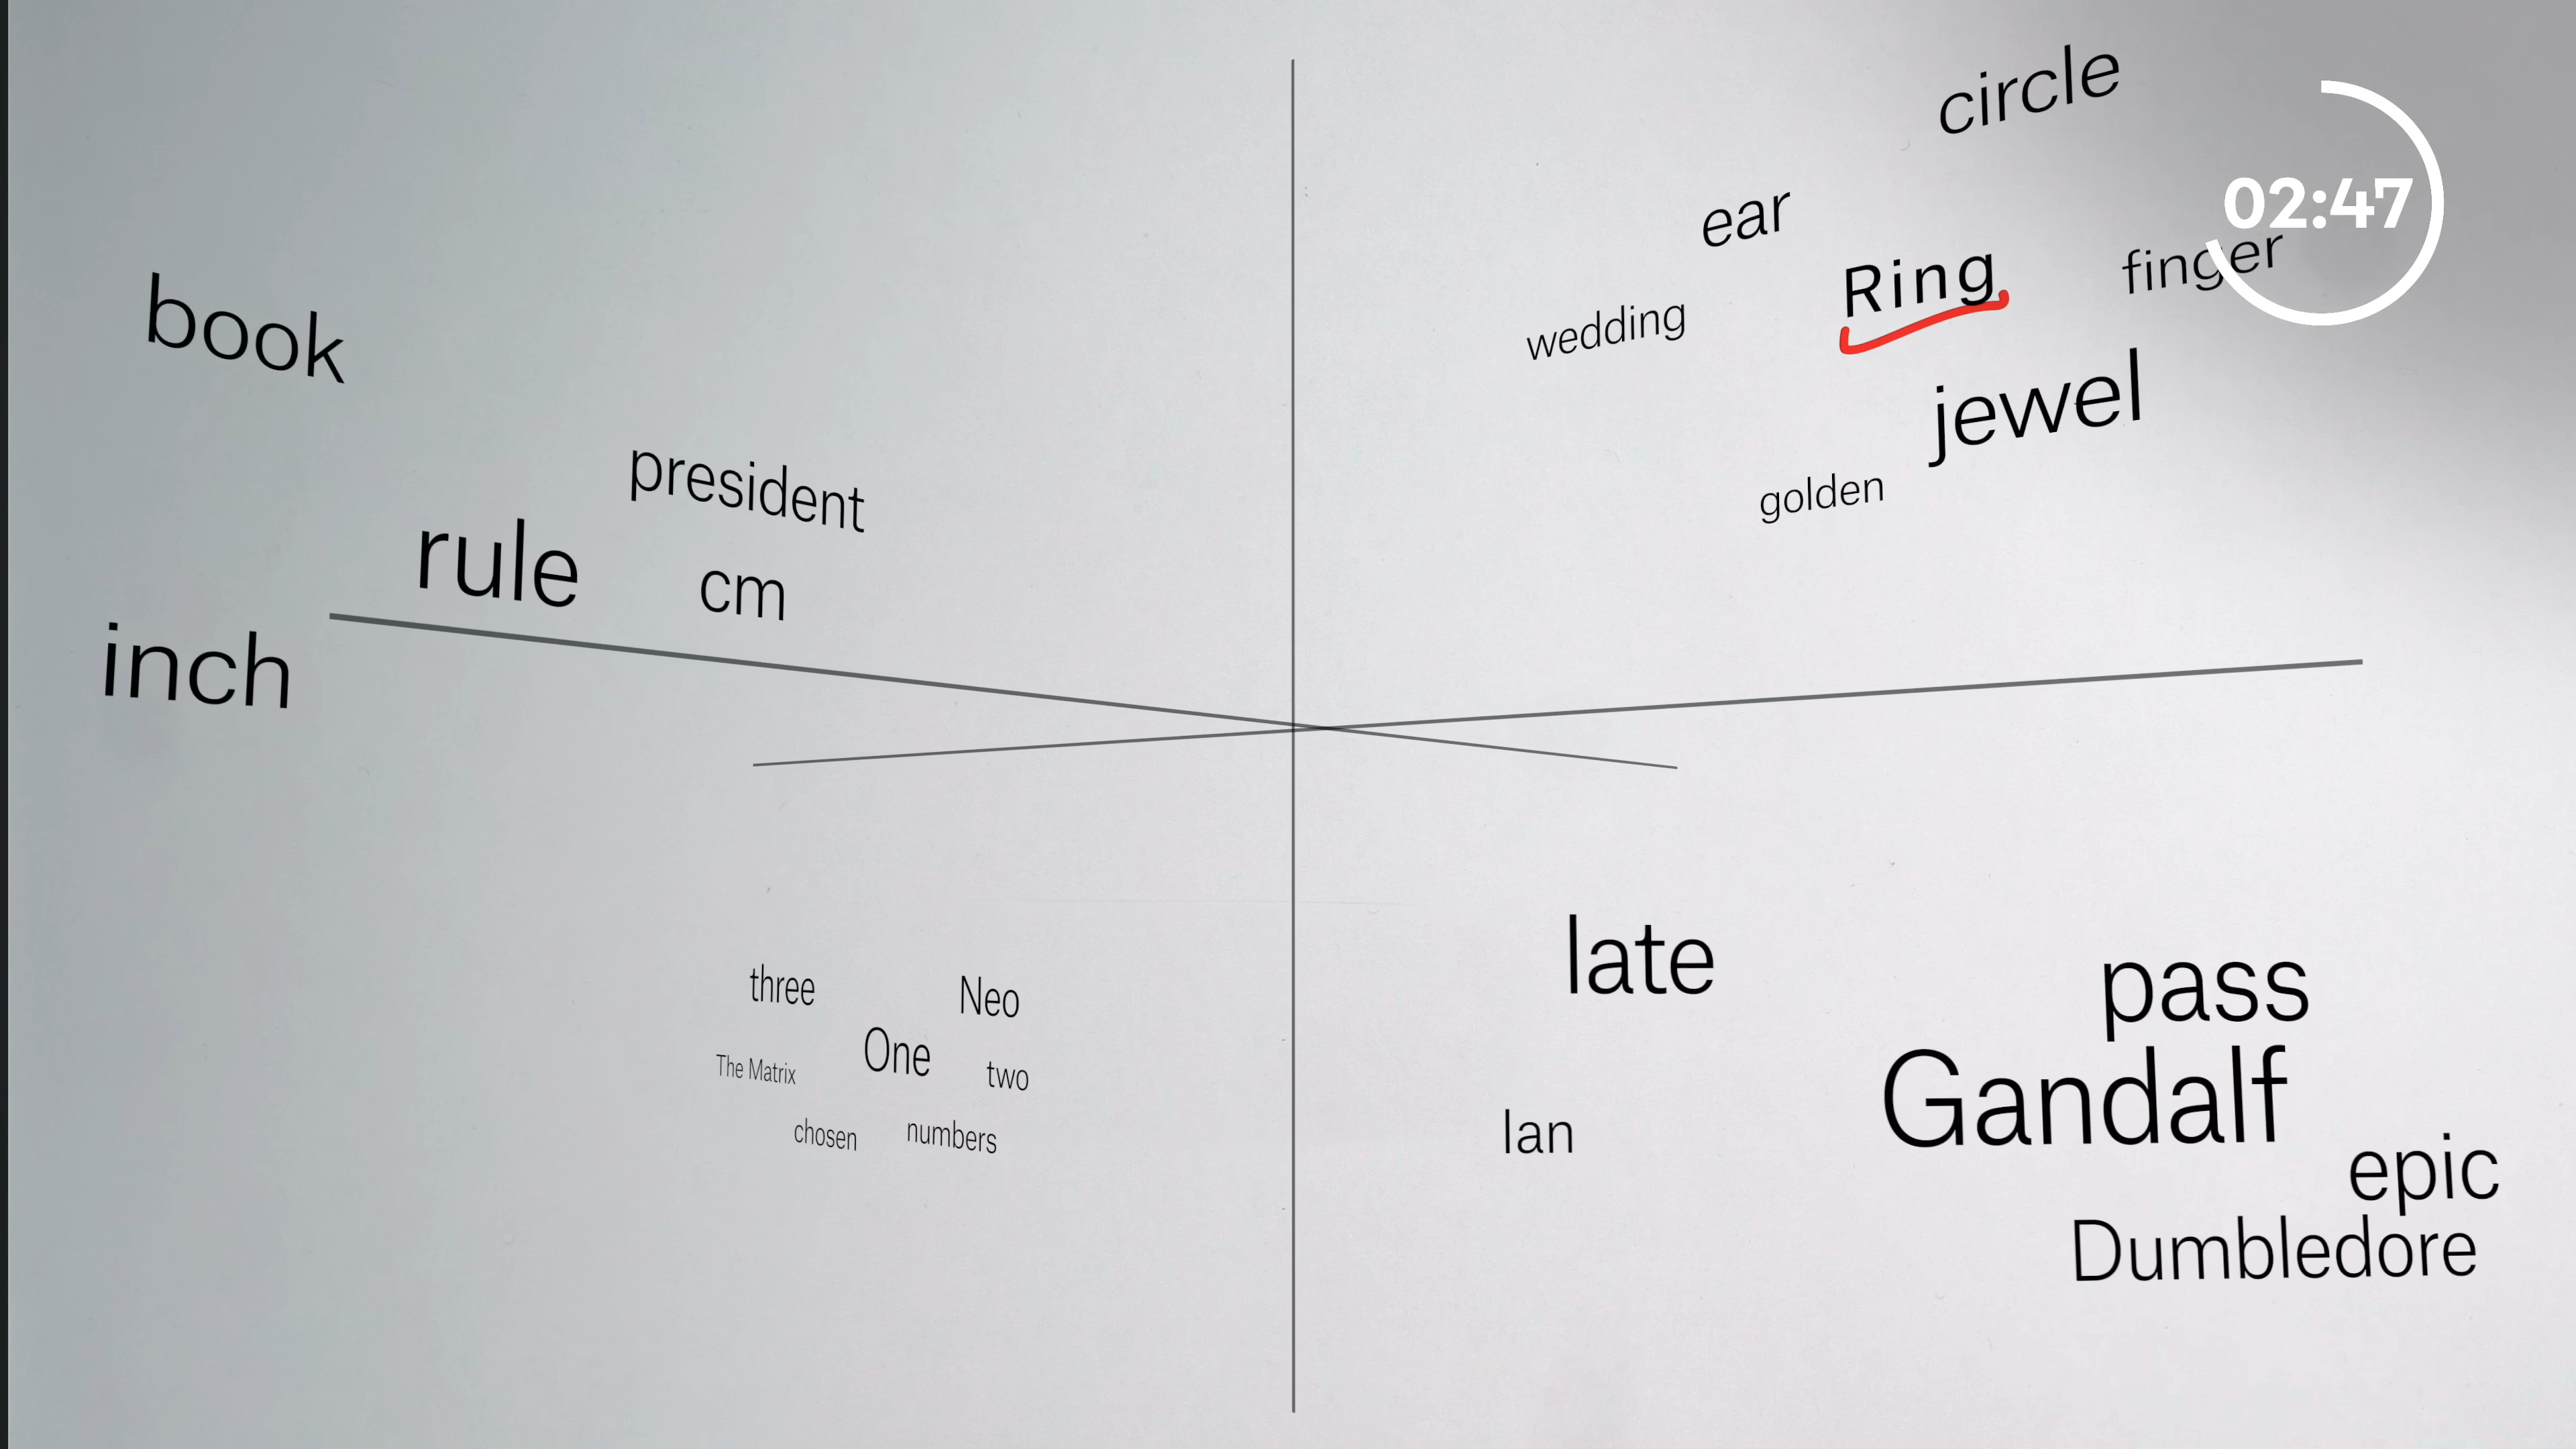 circle
02:47
ear
Ring
finger
book
wedding
jewel
president
golden
rule
cm
inch
late
three
Neo
pass
One
The Matrix
two
Gandalf
chosen
numbers
Ian
epic
Dumbledore